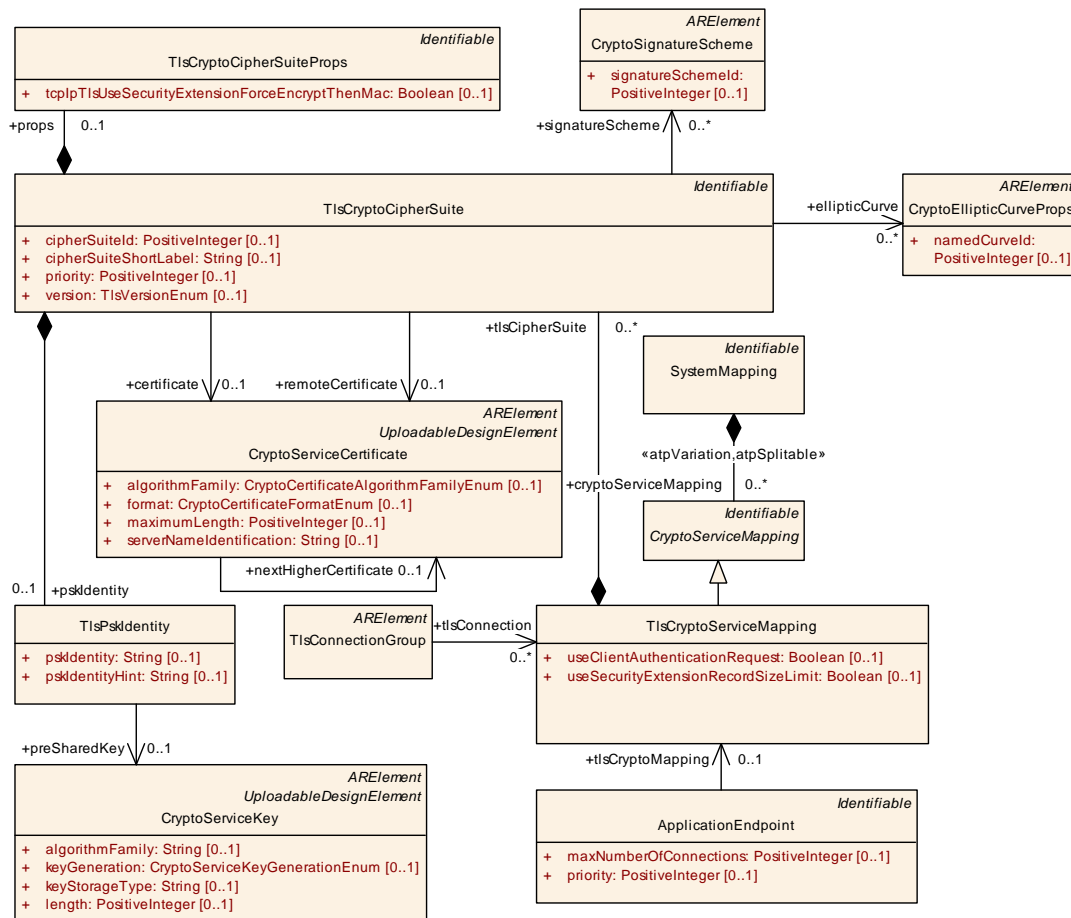 Identifiable
TlsCryptoCipherSuiteProps
+ tcpIpTlsUseSecurityExtensionForceEncryptThenMac: Boolean [0..1]
ARElement
CryptoSignatureScheme
+ signatureSchemeId:
PositiveInteger [0..1]
+props 0..1
+signatureScheme 0..*
Identifiable
TlsCryptoCipherSuite
+ cipherSuiteId: PositiveInteger [0..1]
+ cipherSuiteShortLabel: String [0..1]
+ priority: PositiveInteger [0..1]
+ version: TlsVersionEnum [0..1]
+ellipticCurve
0..*
ARElement
CryptoEllipticCurveProps
+ namedCurveId:
PositiveInteger [0..1]
+tlsCipherSuite 0..*
Identifiable
SystemMapping
+certificate 0..1
+remoteCertificate 0..1
ARElement
UploadableDesignElement
CryptoServiceCertificate
+ algorithmFamily: CryptoCertificateAlgorithmFamilyEnum [0..1]
+ format: CryptoCertificateFormatEnum [0..1]
+ maximumLength: PositiveInteger [0..1]
+ serverNameIdentification: String [0..1]
«atpVariation,atpSplitable»
+cryptoServiceMapping 0..*
Identifiable
CryptoServiceMapping
+nextHigherCertificate 0..1
0..1 +pskIdentity
TlsPskIdentity
+ pskIdentity: String [0..1]
+ pskIdentityHint: String [0..1]
ARElement
TlsConnectionGroup
+tlsConnection
0..*
TlsCryptoServiceMapping
+ useClientAuthenticationRequest: Boolean [0..1]
+ useSecurityExtensionRecordSizeLimit: Boolean [0..1]
+preSharedKey 0..1
+tlsCryptoMapping 0..1
ARElement
UploadableDesignElement
CryptoServiceKey
+ algorithmFamily: String [0..1]
+ keyGeneration: CryptoServiceKeyGenerationEnum [0..1]
+ keyStorageType: String [0..1]
+ length: PositiveInteger [0..1]
Identifiable
ApplicationEndpoint
+ maxNumberOfConnections: PositiveInteger [0..1]
+ priority: PositiveInteger [0..1]